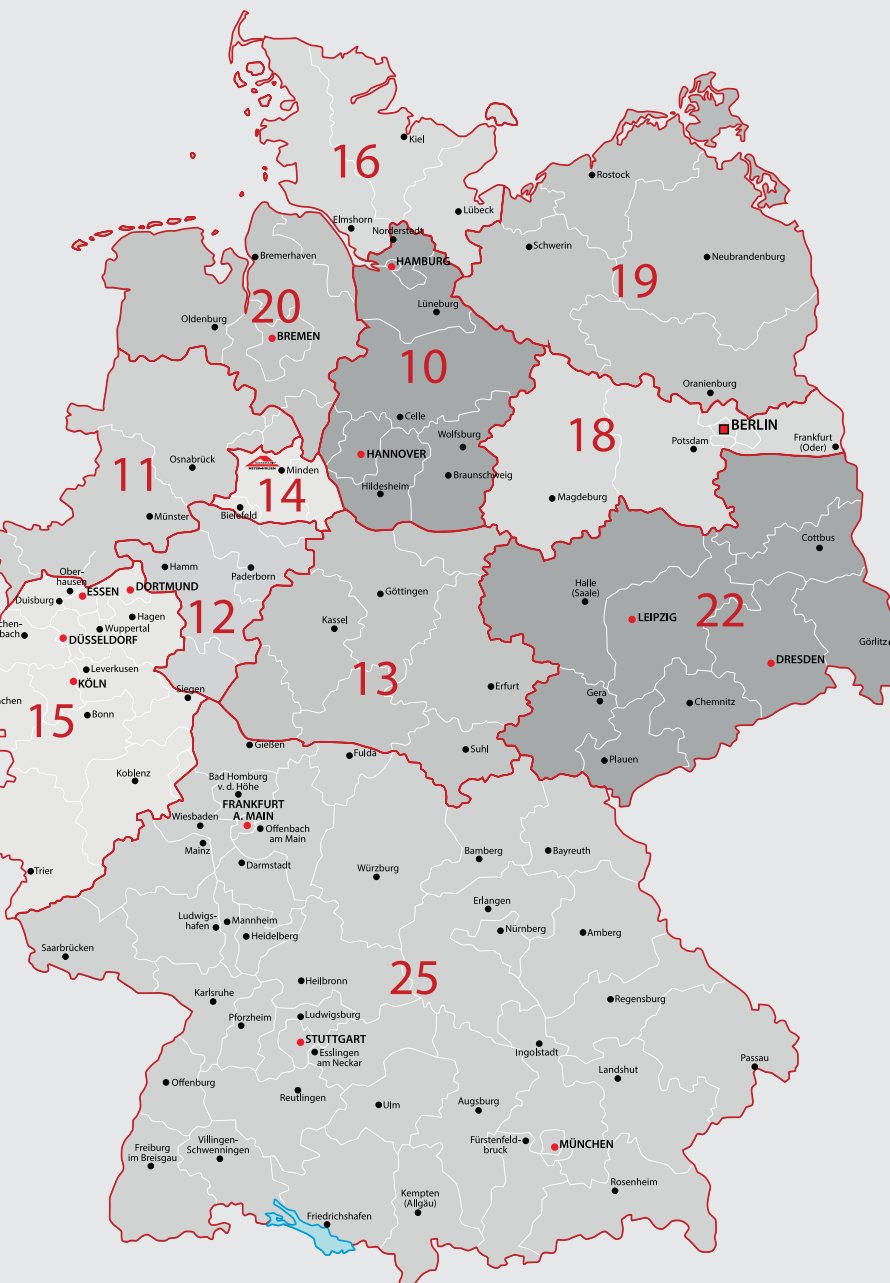 Kiel
16
Rostock
Lübeck
Elmshorn
Norderstedt
Schwerin
Bremerhaven
HAMBURG
Neubrandenburg
19
20
Lüneburg
Oldenburg
BREMEN
10
Oranienburg
Celle
BERLIN
18
Wolfsburg
Potsdam
Frankfurt
(Oder)
HANNOVER
Osnabrück
11
Minden
Braunschweig
14
Hildesheim
Magdeburg
Münster
Bielefeld
Cottbus
Hamm
Paderborn
Ober-
hausen
DORTMUND
ESSEN
Duisburg
Göttingen
Halle
(Saale)
22
12
Hagen
LEIPZIG
Kassel
Wuppertal
chen-
bach
DÜSSELDORF
Görlitz
DRESDEN
Leverkusen
13
KÖLN
Erfurt
Siegen
Gera
chen
Chemnitz
15
Bonn
Gießen
Suhl
Fulda
Plauen
Koblenz
Bad Homburg
v. d. Höhe
FRANKFURT
A. MAIN
Wiesbaden
Offenbach
am Main
Mainz
Bamberg
Bayreuth
Darmstadt
Trier
Würzburg
Erlangen
Ludwigs-
hafen
Mannheim
Nürnberg
Amberg
Heidelberg
Saarbrücken
25
Heilbronn
Karlsruhe
Regensburg
Pforzheim
Ludwigsburg
STUTTGART
Esslingen
am Neckar
Ingolstadt
Passau
Landshut
Offenburg
Reutlingen
Ulm
Augsburg
Fürstenfeld-
bruck
MÜNCHEN
Villingen-
Schwenningen
Freiburg
im Breisgau
Rosenheim
Kempten
(Allgäu)
Friedrichshafen